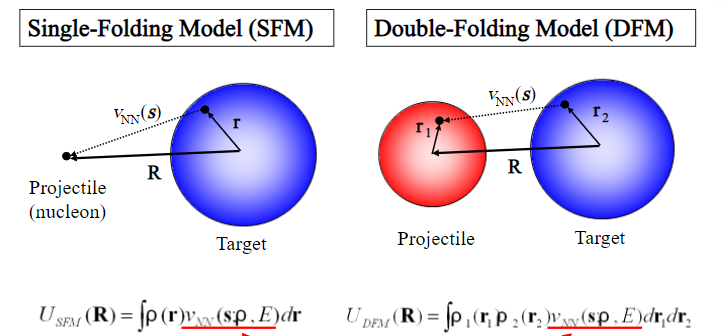 Single-Folding Model (SFM)
Double-Folding Model (DFM)
vNN(s)
r
R
Projectile
(nucleon)
Target
vNN(s)
r1
r2
R
Projectile
Target
USFM(R) = ∫ρ(r)vNN(s;ρ,E)dr
UDFM(R) = ∫ρ1(r1)ρ2(r2)vNN(s;ρ,E)dr1dr2